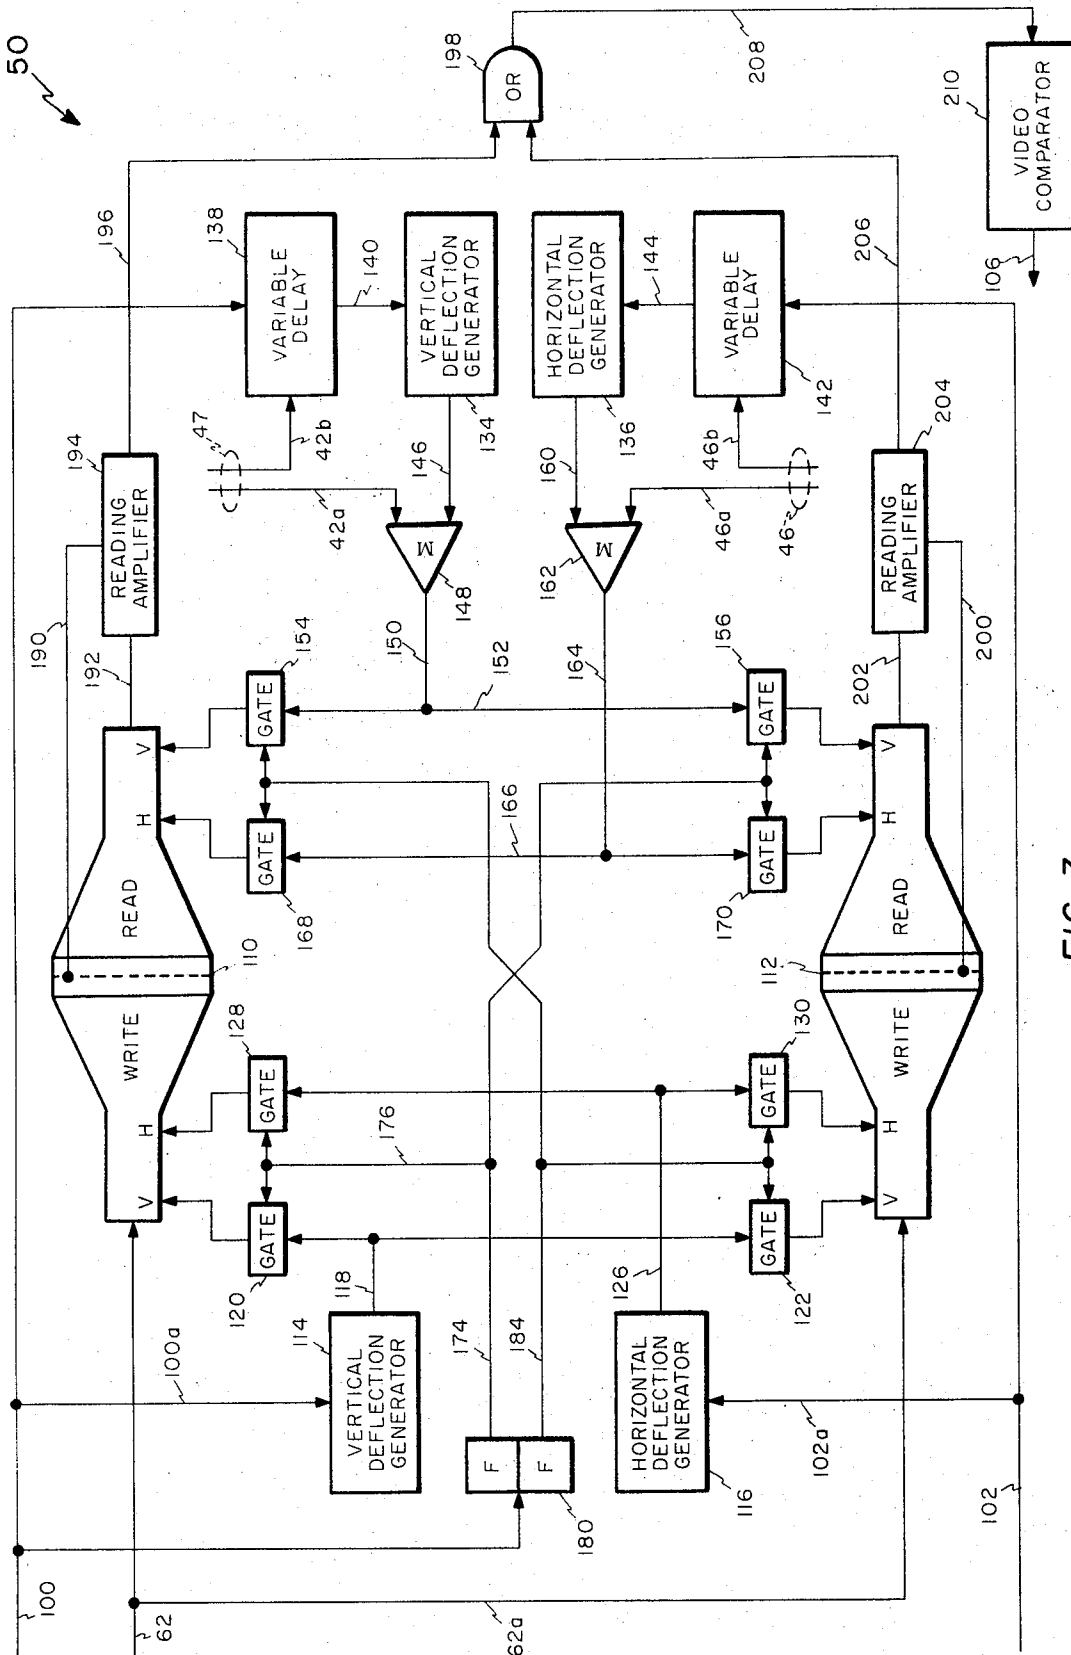 100
50
62
WRITE
READ
V
H
H
V
192
190
READING
AMPLIFIER
194
196
62a
100a
120
GATE
GATE
128
110
168
GATE
GATE
154
47
42b
42a
VARIABLE
DELAY
138
140
114
118
VERTICAL
DEFLECTION
GENERATOR
176
150
M
148
146
VERTICAL
DEFLECTION
GENERATOR
134
174
184
F
F
180
166
152
OR
198
208
HORIZONTAL
DEFLECTION
GENERATOR
116
126
164
M
162
160
HORIZONTAL
DEFLECTION
GENERATOR
136
144
46a
46b
46
VARIABLE
DELAY
142
GATE
122
GATE
130
GATE
170
GATE
156
102a
112
V
H
WRITE
READ
H
V
202
READING
AMPLIFIER
204
206
200
102
106
VIDEO
COMPARATOR
210
FIG. 3